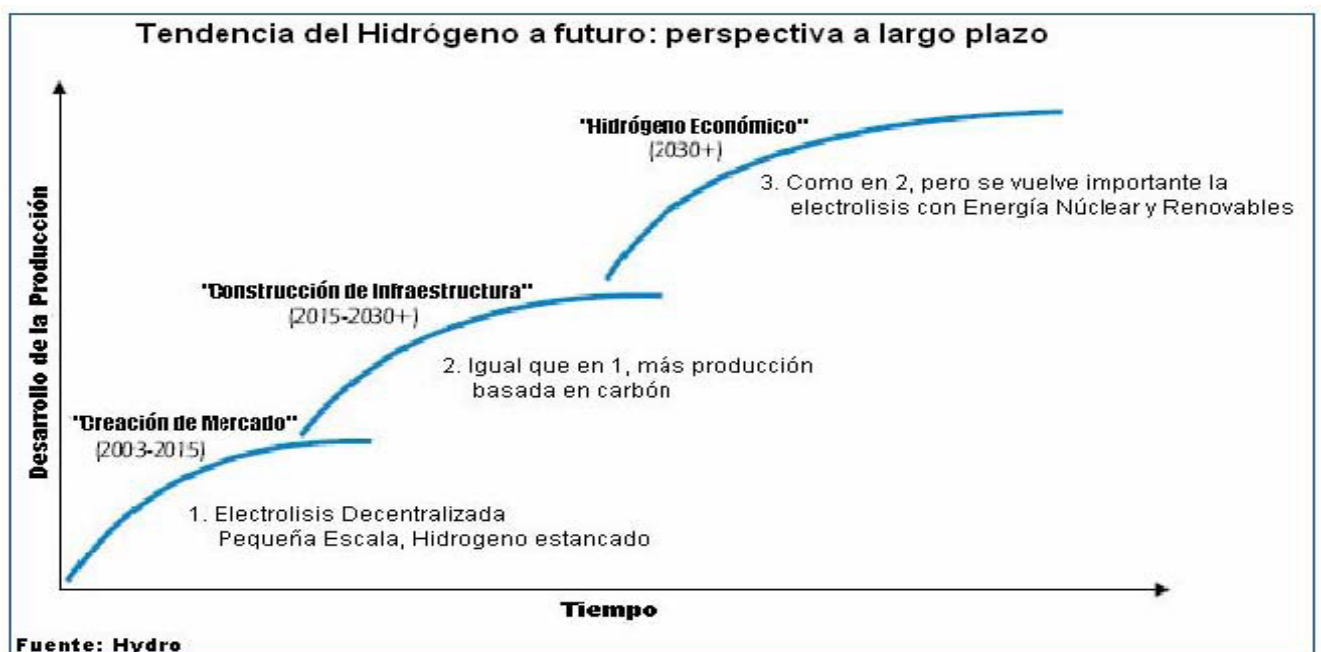 Tendencia del Hidrógeno a futuro: perspectiva a largo plazo
"Hidrógeno Económico"
(2030+)
3. Como en 2, pero se vuelve importante la
electrolisis con Energía Núclear y Renovables
"Construcción de Infraestructura"
(2015-2030+)
2. Igual que en 1, más producción
basada en carbón
"Creación de Mercado"
(2003-2015)
1. Electrolisis Decentralizada
Pequeña Escala, Hidrogeno estancado
Desarrollo de la Producción
Tiempo
Fuente: Hydro